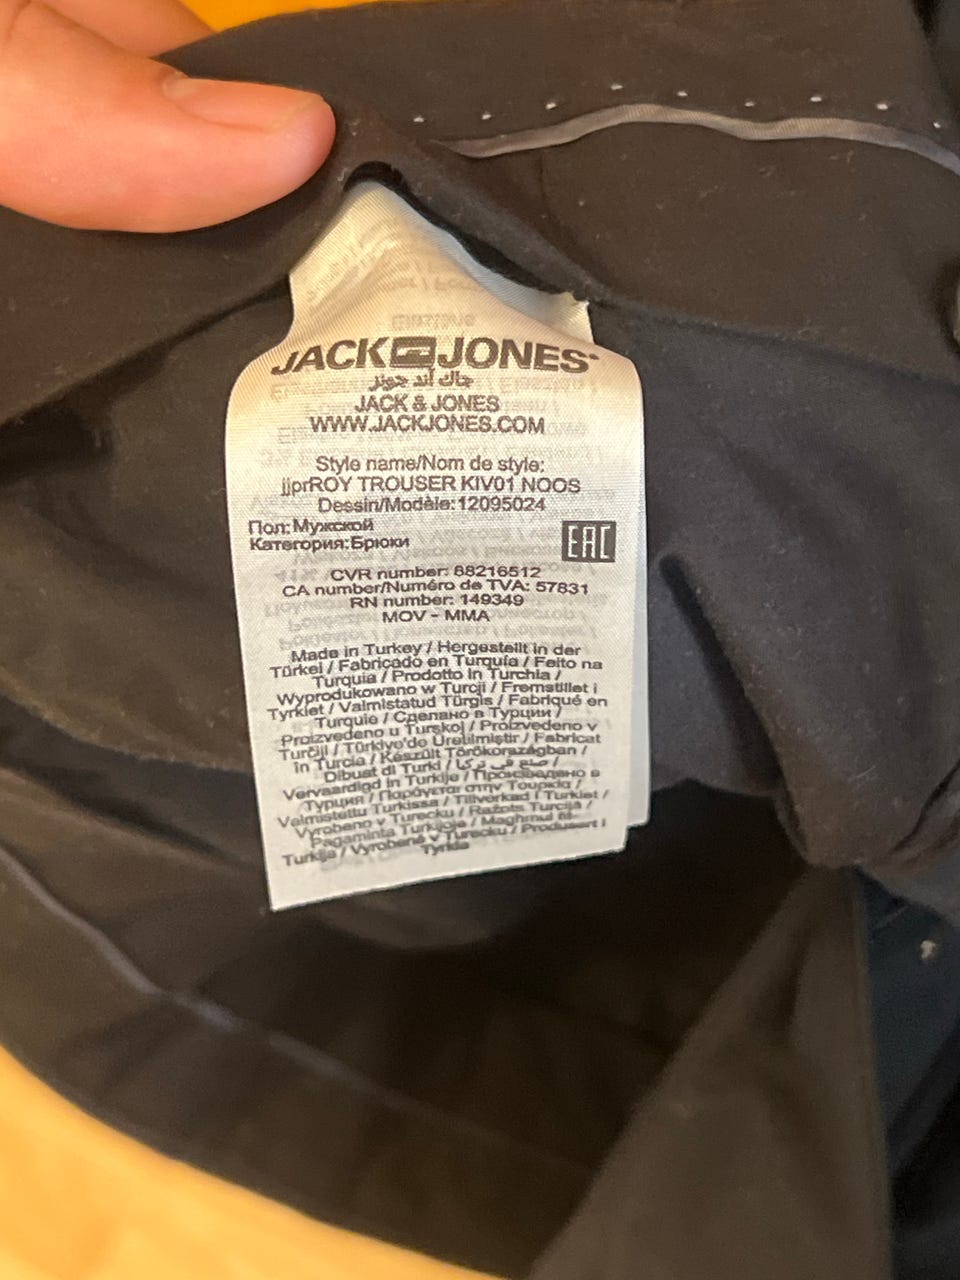 JACK JONES
جاك أند جونز
JACK & JONES
WWW.JACKJONES.COM
Style name/Nom de style:
jjprROY TROUSER KIV01 NOOS
Dessin/Modèle:12095024
Пол: Мужской
Категория:Брюки
EAC
CVR number: 88216512
CA number/Numéro de TVA: 57831
RN number: 149349
MOV - MMA
Made in Turkey / Hergestellt in der
Türkei / Fabricado en Turquía / Feito na
Turquia / Prodotto in Turchia /
Wyprodukowano w Turcji / Fremstillet i
Tyrkiet / Valmistatud Türgis / Fabriqué en
Turquie / Сделано в Турции /
Proizvedeno u Turskoj / Proizvedeno v
Turčiji / Türkiye'de Üretilmiştir / Fabricat
în Turcia / Készült Törökországban /
Dibuat di Turki / صنع في تركيا /
Vervaardigd in Turkije / Произведено в
Турция / Παράγεται στην Τουρκία /
Valmistettu Turkissa / Tillverkad i Turkiet /
Vyrobeno v Turecku / Ražots Turcijā /
Pagaminta Turkijoje / Maghmul fit-
Turkija / Vyrobené v Turecku / Produsert i
Tyrkia